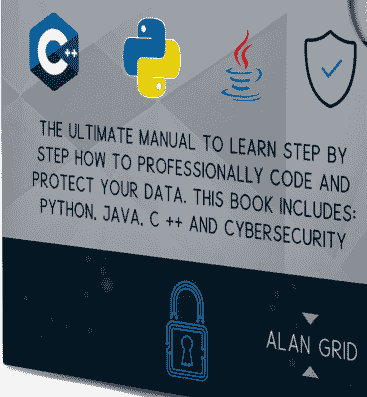 C++
THE ULTIMATE MANUAL TO LEARN STEP BY
STEP HOW TO PROFESSIONALLY CODE AND
PROTECT YOUR DATA. THIS BOOK INCLUDES:
PYTHON, JAVA, C ++ AND CYBERSECURITY
ALAN GRID